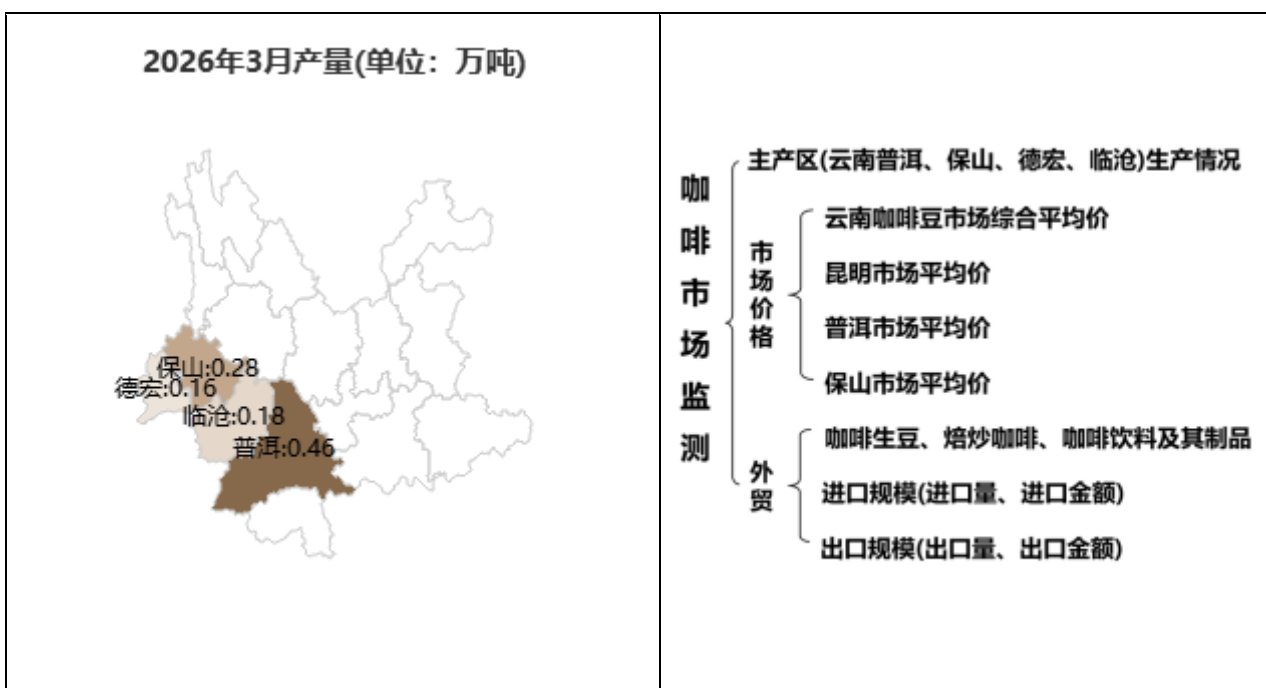 2026年3月产量(单位：万吨)
保山:0.28
德宏:0.16
临沧:0.18
普洱:0.46
咖啡市场监测
主产区(云南普洱、保山、德宏、临沧)生产情况
市场价格
云南咖啡豆市场综合平均价
昆明市场平均价
普洱市场平均价
保山市场平均价
外贸
咖啡生豆、焙炒咖啡、咖啡饮料及其制品
进口规模(进口量、进口金额)
出口规模(出口量、出口金额)